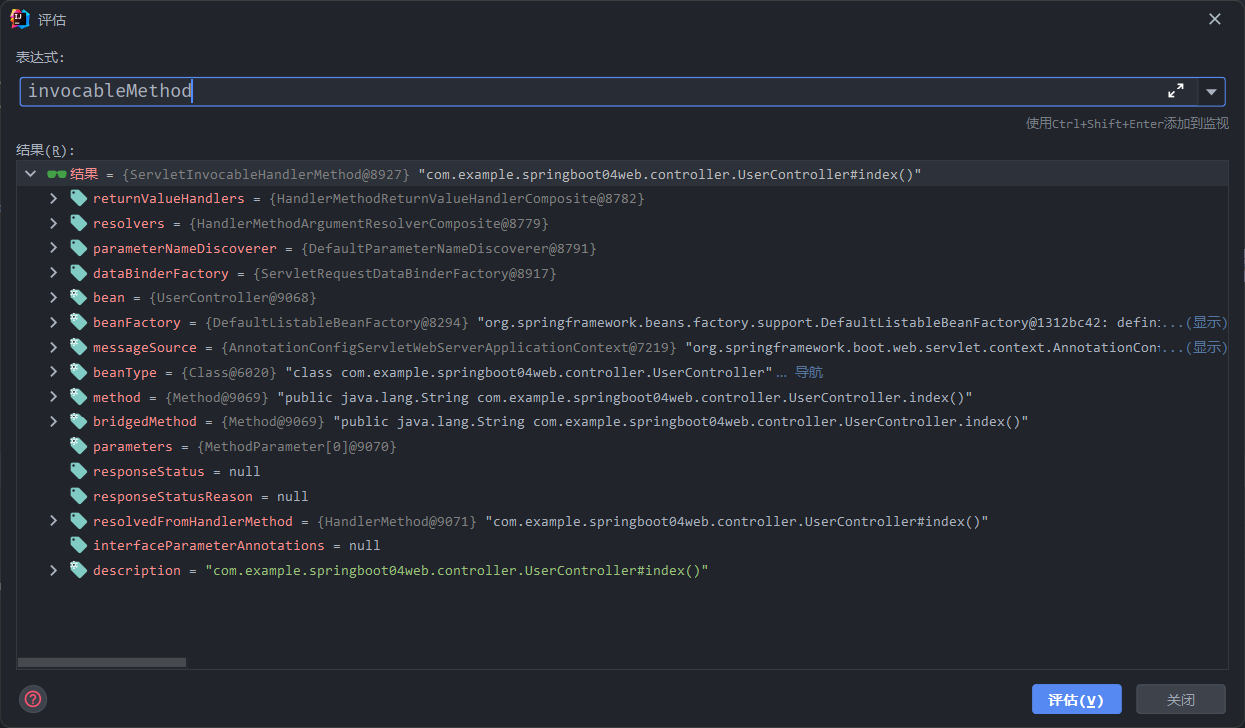 评估
表达式:
invocableMethod
使用Ctrl+Shift+Enter添加到监视
结果(R):
结果 = {ServletInvocableHandlerMethod@8927} "com.example.springboot04web.controller.UserController#index()"
returnValueHandlers = {HandlerMethodReturnValueHandlerComposite@8782}
resolvers = {HandlerMethodArgumentResolverComposite@8779}
parameterNameDiscoverer = {DefaultParameterNameDiscoverer@8791}
dataBinderFactory = {ServletRequestDataBinderFactory@8917}
bean = {UserController@9068}
beanFactory = {DefaultListableBeanFactory@8294} "org.springframework.beans.factory.support.DefaultListableBeanFactory@1312bc42: defin:...(显示)
messageSource = {AnnotationConfigServletWebServerApplicationContext@7219} "org.springframework.boot.web.servlet.context.AnnotationCon...(显示)
beanType = {Class@6020} "class com.example.springboot04web.controller.UserController" ... 导航
method = {Method@9069} "public java.lang.String com.example.springboot04web.controller.UserController.index()"
bridgedMethod = {Method@9069} "public java.lang.String com.example.springboot04web.controller.UserController.index()"
parameters = {MethodParameter[0]@9070}
responseStatus = null
responseStatusReason = null
resolvedFromHandlerMethod = {HandlerMethod@9071} "com.example.springboot04web.controller.UserController#index()"
interfaceParameterAnnotations = null
description = "com.example.springboot04web.controller.UserController#index()"
?
评估(V)
关闭